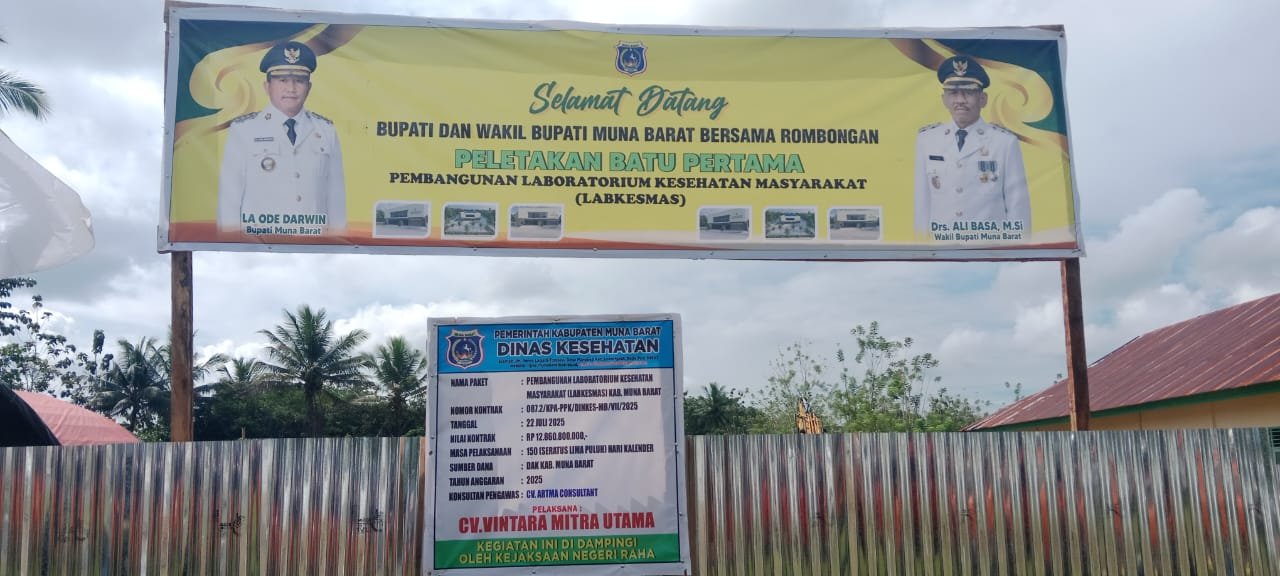 Selamat Datang
BUPATI DAN WAKIL BUPATI MUNA BARAT BERSAMA ROMBONGAN
PELETAKAN BATU PERTAMA
PEMBANGUNAN LABORATORIUM KESEHATAN MASYARAKAT
(LABKESMAS)
LA ODE DARWIN
Bupati Muna Barat
Drs. ALI BASA, M.Si
Wakil Bupati Muna Barat
PEMERINTAH KABUPATEN MUNA BARAT
DINAS KESEHATAN
NAMA PAKET : PEMBANGUNAN LABORATORIUM KESEHATAN
MASYARAKAT (LABKESMAS) KAB. MUNA BARAT
NOMOR KONTRAK : 087.2/KPA-PPK/DINKES-MB/VII/2025
TANGGAL : 22 JULI 2025
NILAI KONTRAK : RP 12.860.800.000,-
MASA PELAKSANAAN : 150 (SERATUS LIMA PULUH) HARI KALENDER
SUMBER DANA : DAK KAB. MUNA BARAT
TAHUN ANGGARAN : 2025
KONSULTAN PENGAWAS : CV. ARTMA CONSULTANT
PELAKSANA :
CV.VINTARA MITRA UTAMA
KEGIATAN INI DI DAMPINGI
OLEH KEJAKSAAN NEGERI RAHA